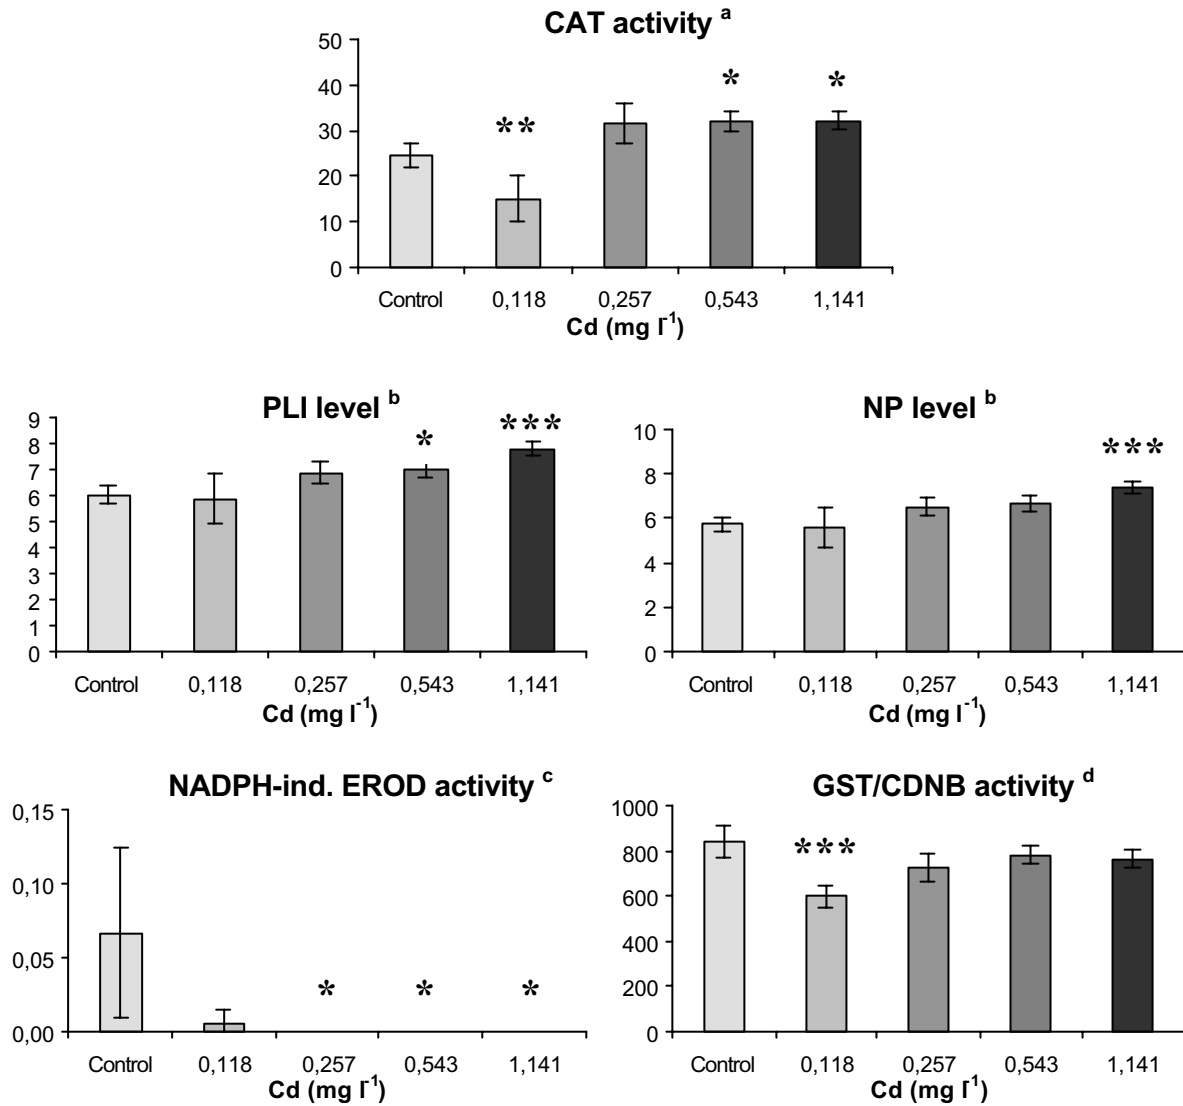 CAT activity a
50
40
30
20
10
0
** * *
Control 0,118 0,257 0,543 1,141
Cd (mg l-1)
PLI level b
9
8
7
6
5
4
3
2
1
0
* ***
Control 0,118 0,257 0,543 1,141
Cd (mg l-1)
NP level b
10
8
6
4
2
0
***
Control 0,118 0,257 0,543 1,141
Cd (mg l-1)
NADPH-ind. EROD activity c
0,15
0,10
0,05
0,00
* * *
Control 0,118 0,257 0,543 1,141
Cd (mg l-1)
GST/CDNB activity d
1000
800
600
400
200
0
***
Control 0,118 0,257 0,543 1,141
Cd (mg l-1)